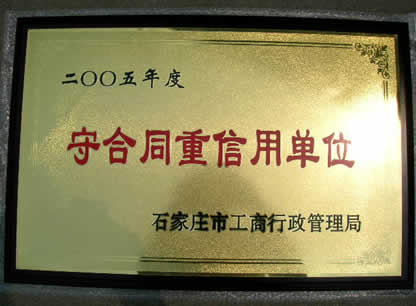 二〇〇五年度
守合同重信用单位
石家庄市工商行政管理局